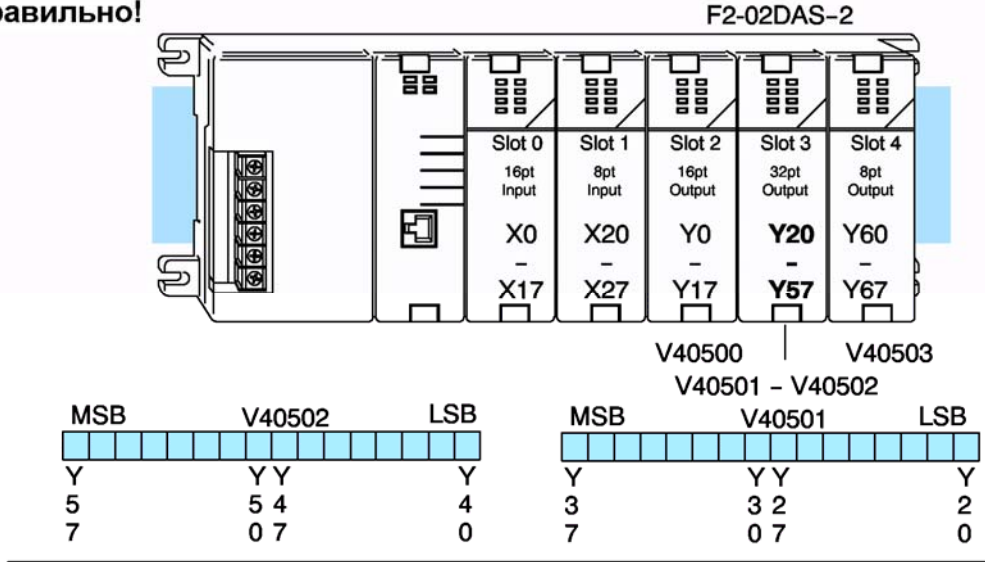 равильно!
F2-02DAS-2
Slot 0 Slot 1 Slot 2 Slot 3 Slot 4
16pt 8pt 16pt 32pt 8pt
Input Input Output Output Output
X0 X20 Y0 Y20 Y60
– – – – –
X17 X27 Y17 Y57 Y67
V40500 V40503
V40501 – V40502
MSB V40502 LSB MSB V40501 LSB
Y Y Y Y Y Y Y Y
5 5 4 4 3 3 2 2
7 0 7 0 7 0 7 0